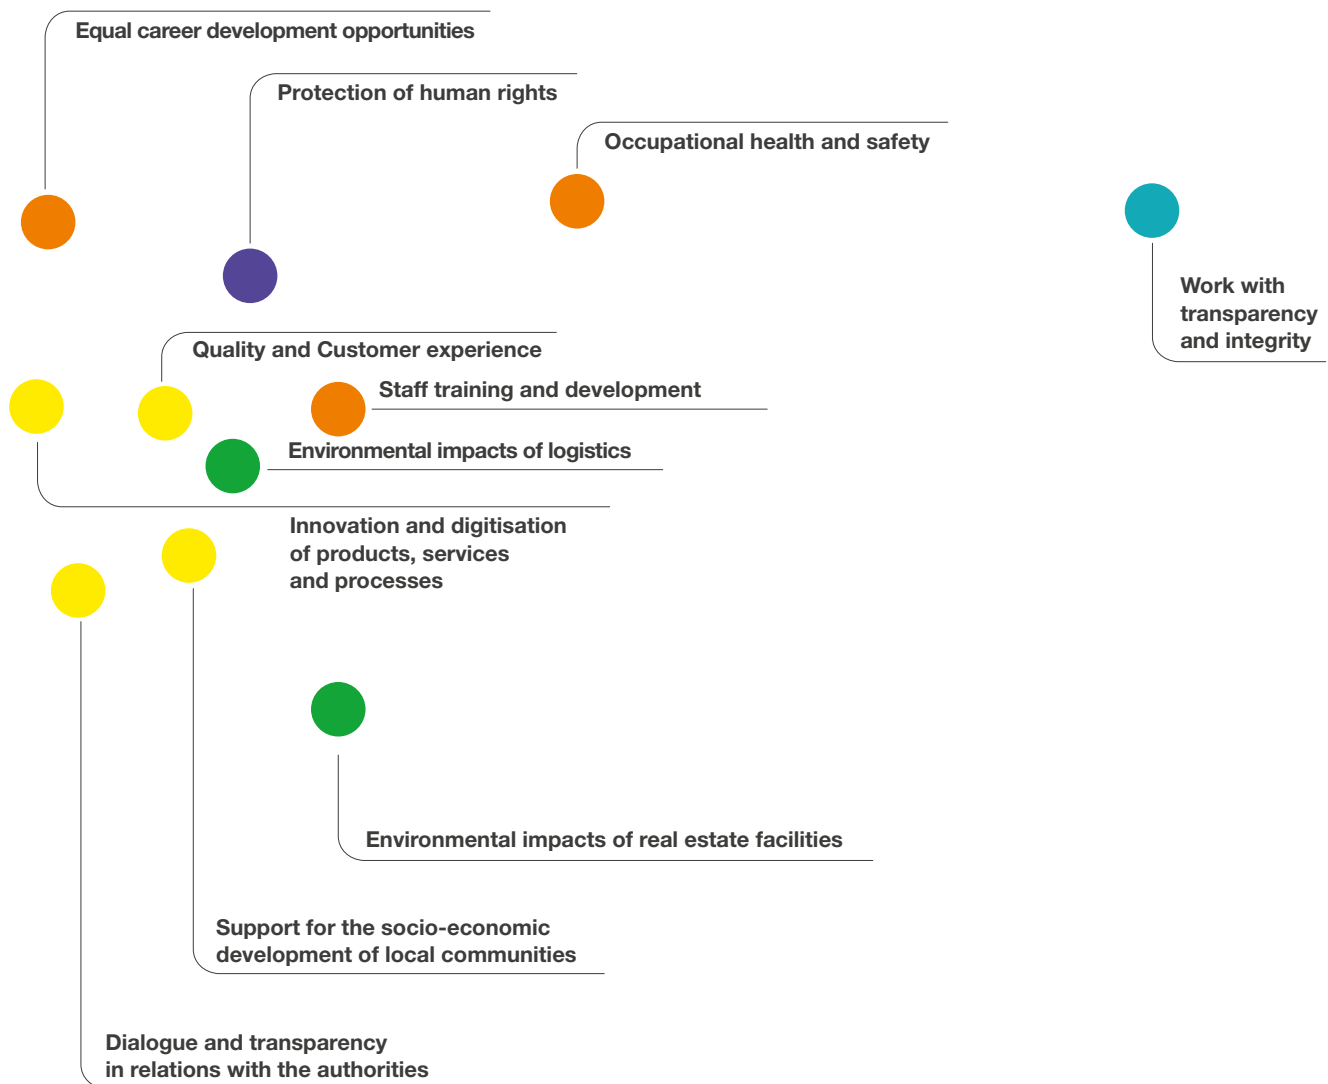 Equal career development opportunities
Protection of human rights
Occupational health and safety
Work with
transparency
and integrity
Quality and Customer experience
Staff training and development
Environmental impacts of logistics
Innovation and digitisation
of products, services
and processes
Environmental impacts of real estate facilities
Support for the socio-economic
development of local communities
Dialogue and transparency
in relations with the authorities